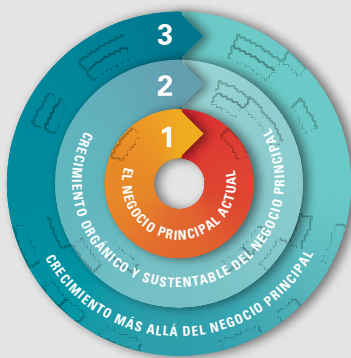 3
CRECIMIENTO MÁS ALLÁ DEL NEGOCIO PRINCIPAL
2
CRECIMIENTO ORGÁNICO Y SUSTENTABLE DEL NEGOCIO PRINCIPAL
1
EL NEGOCIO PRINCIPAL ACTUAL